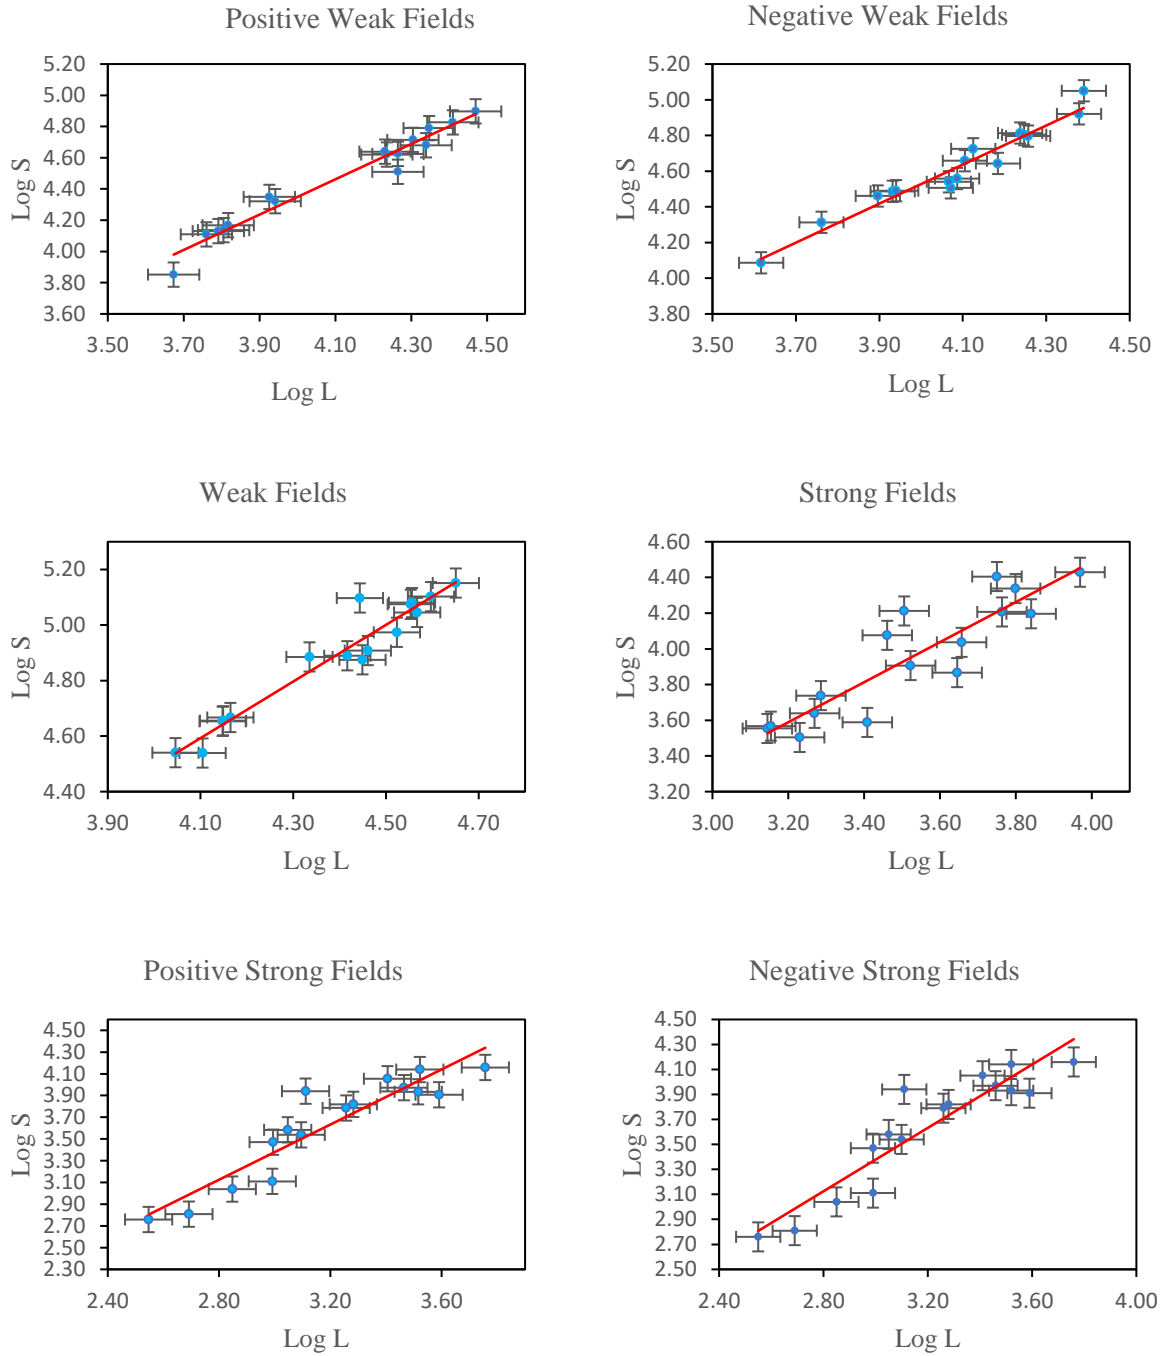 Positive Weak Fields
5.20
5.00
4.80
4.60
4.40
4.20
4.00
3.80
3.60
Log S
3.50 3.70 3.90 4.10 4.30 4.50
Log L
Negative Weak Fields
5.20
5.00
4.80
4.60
4.40
4.20
4.00
3.80
Log S
3.50 3.70 3.90 4.10 4.30 4.50
Log L
Weak Fields
5.20
5.00
4.80
4.60
4.40
Log S
3.90 4.10 4.30 4.50 4.70
Log L
Strong Fields
4.60
4.40
4.20
4.00
3.80
3.60
3.40
3.20
Log S
3.00 3.20 3.40 3.60 3.80 4.00
Log L
Positive Strong Fields
4.50
4.30
4.10
3.90
3.70
3.50
3.30
3.10
2.90
2.70
2.50
2.30
Log S
2.40 2.80 3.20 3.60
Log L
Negative Strong Fields
4.50
4.30
4.10
3.90
3.70
3.50
3.30
3.10
2.90
2.70
2.50
Log S
2.40 2.80 3.20 3.60 4.00
Log L